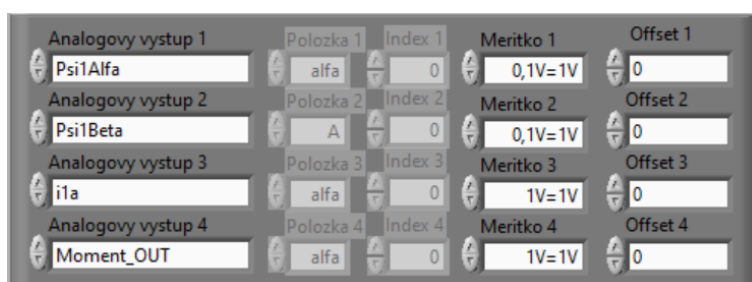 Analogovy vystup 1 Polozka 1 Index 1 Meritko 1 Offset 1
Psi1Alfa alfa 0 0,1V=1V 0
Analogovy vystup 2 Polozka 2 Index 2 Meritko 2 Offset 2
Psi1Beta A 0 0,1V=1V 0
Analogovy vystup 3 Polozka 3 Index 3 Meritko 3 Offset 3
i1a alfa 0 1V=1V 0
Analogovy vystup 4 Polozka 4 Index 4 Meritko 4 Offset 4
Moment_OUT alfa 0 1V=1V 0